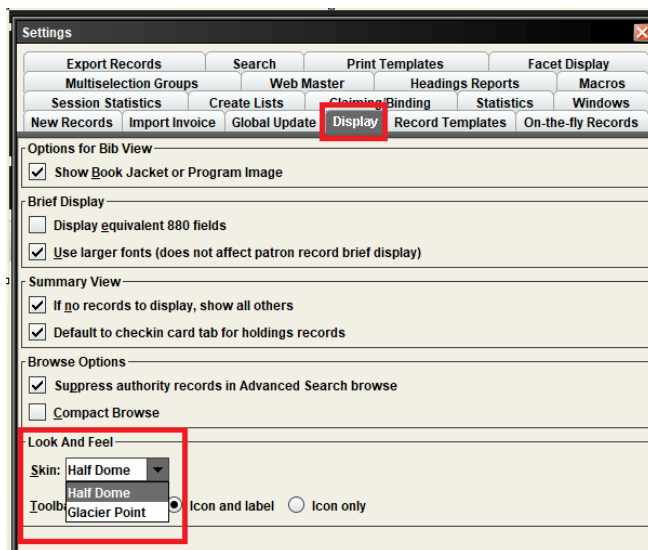 Settings
Export Records Search Print Templates Facet Display
Multiselection Groups Web Master Headings Reports Macros
Session Statistics Create Lists Claiming/Binding Statistics Windows
New Records Import Invoice Global Update Display Record Templates On-the-fly Records
Options for Bib View
Show Book Jacket or Program Image
Brief Display
Display equivalent 880 fields
Use larger fonts (does not affect patron record brief display)
Summary View
If no records to display, show all others
Default to checkin card tab for holdings records
Browse Options
Suppress authority records in Advanced Search browse
Compact Browse
Look And Feel
Skin: Half Dome
Half Dome
Toolb Icon and label Icon only
Glacier Point